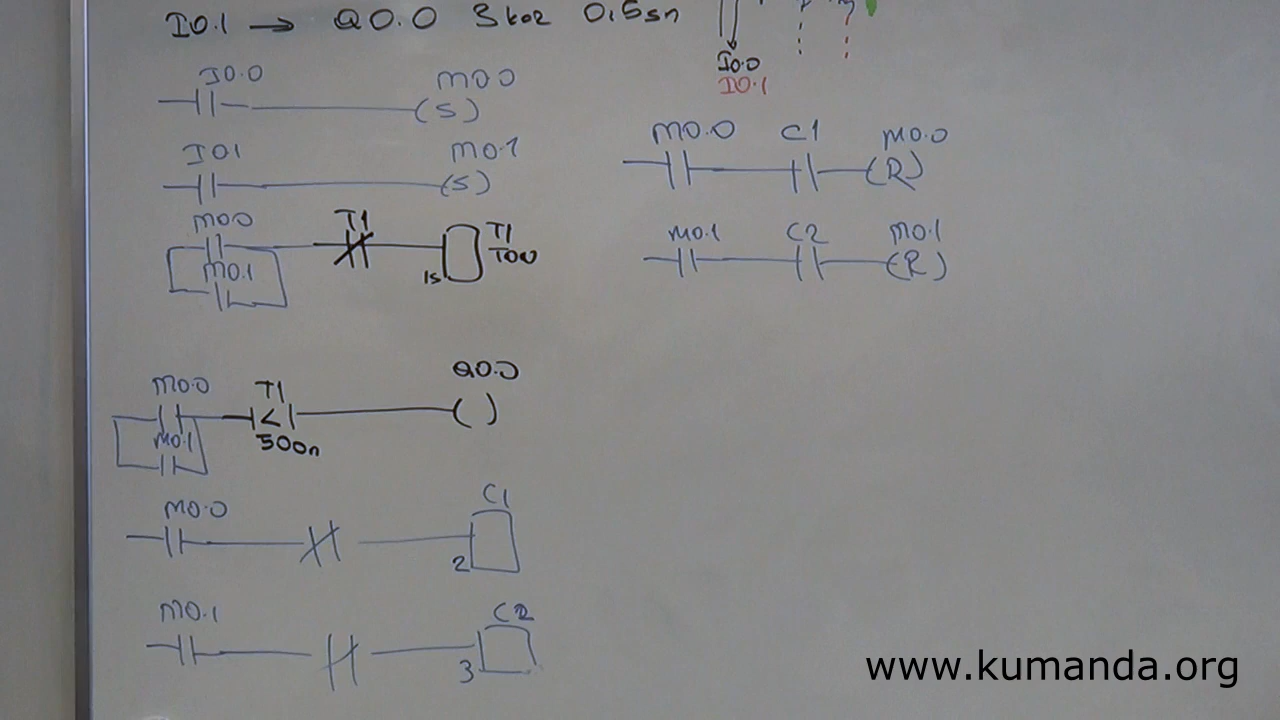 I0.1 → Q0.0 3 kez 0,5sn
I0.0
I0.1
I0.0 M0.0
(S)
I0.1 M0.1
(S)
M0.0 T1
M0.1 1s T1
T00
M0.0 T1 Q0.0
< ( )
M0.1 500n
M0.0 C1
2
M0.1 C2
3
M0.0 C1 M0.0
(R)
M0.1 C2 M0.1
(R)
www.kumanda.org